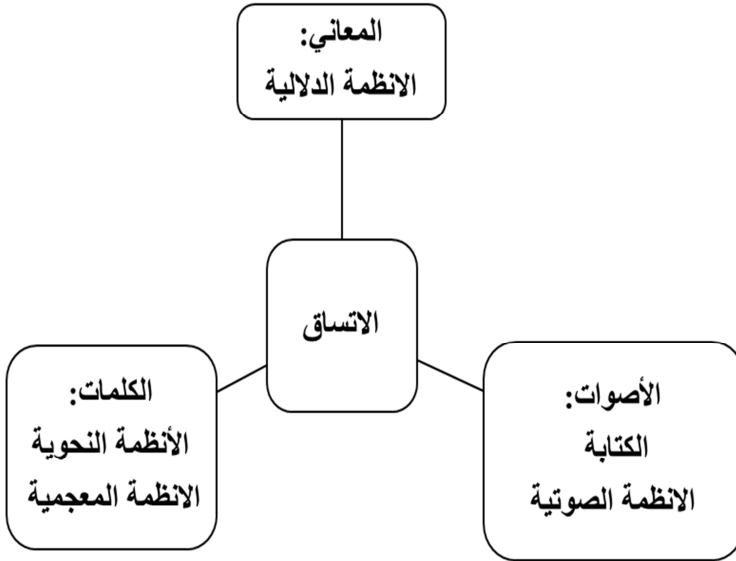 المعاني:
الانظمة الدلالية
الاتساق
الأصوات:
الكتابة
الانظمة الصوتية
الكلمات:
الأنظمة النحوية
الانظمة المعجمية